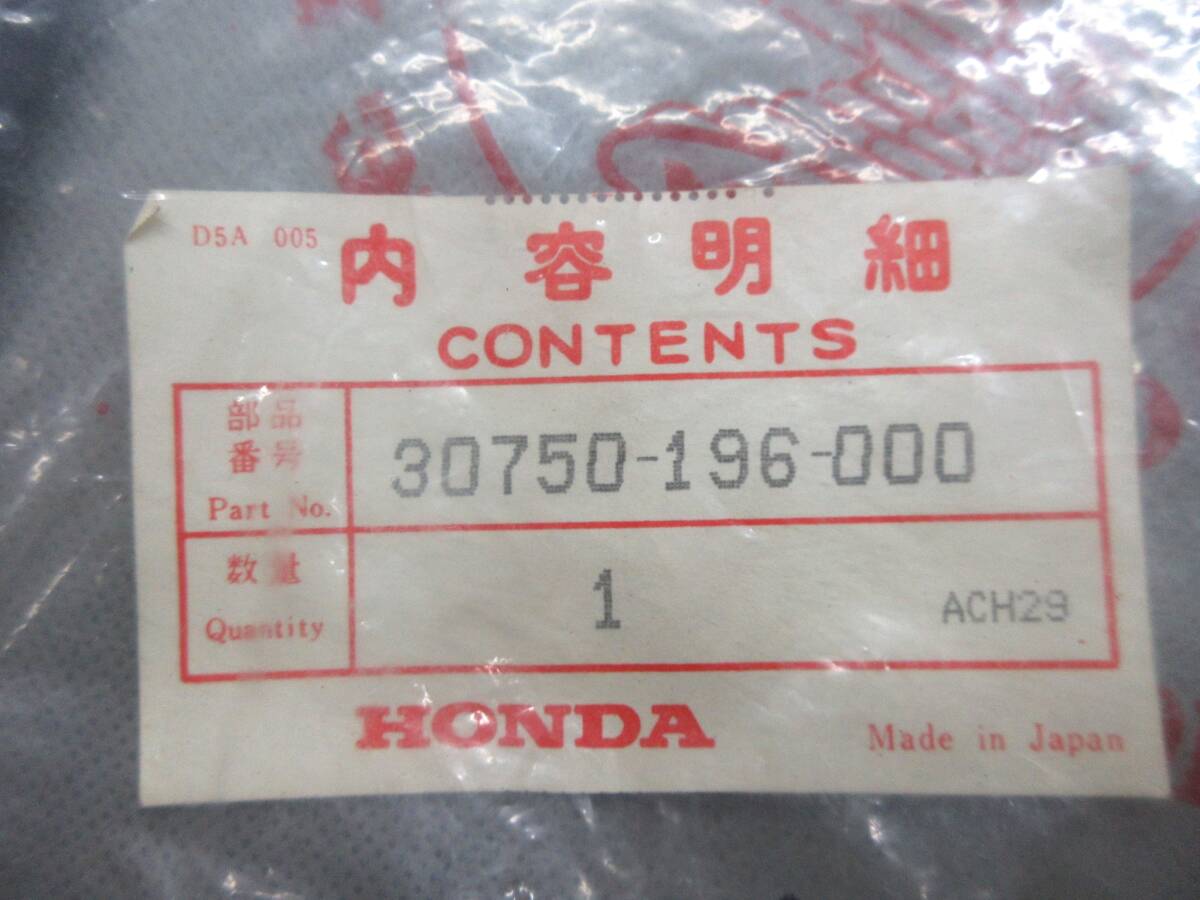 D5A 005
内容明細
CONTENTS
部品
番号
Part No.
30750-196-000
数量
Quantity
1
ACH29
HONDA
Made in Japan